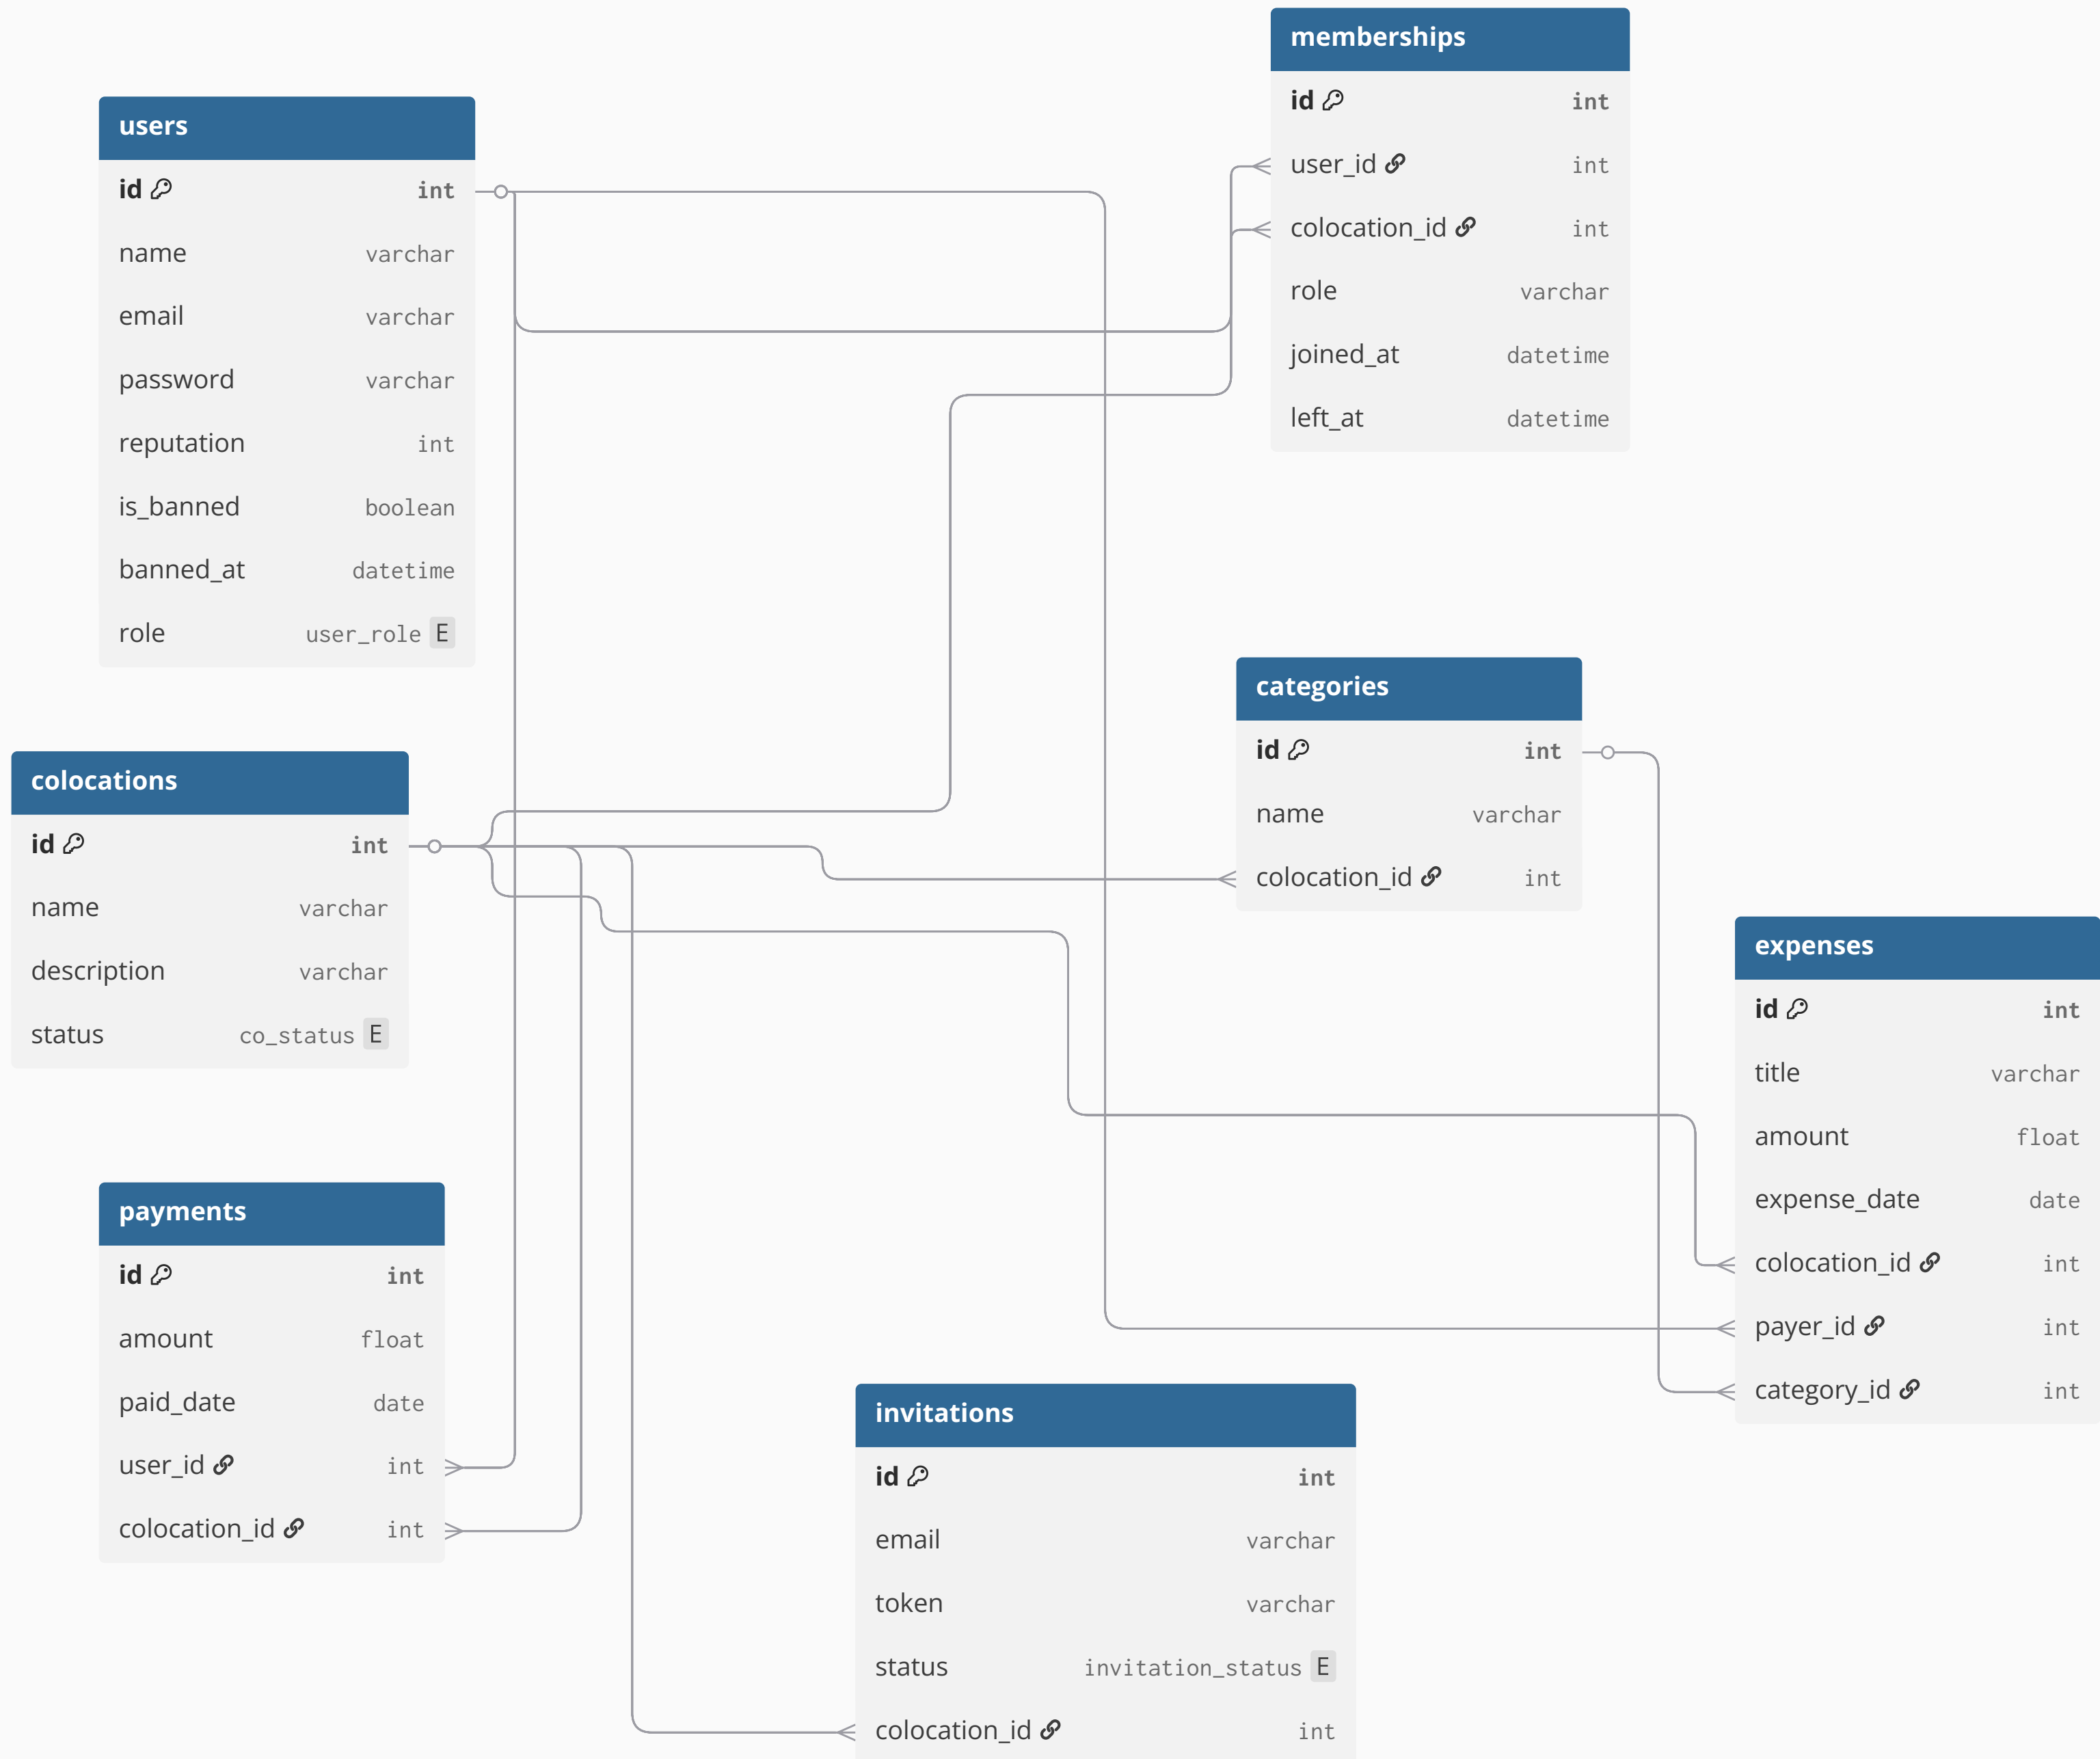 users
id int
name varchar
email varchar
password varchar
reputation int
is_banned boolean
banned_at datetime
role user_role E
memberships
id int
user_id int
colocation_id int
role varchar
joined_at datetime
left_at datetime
colocations
id int
name varchar
description varchar
status co_status E
categories
id int
name varchar
colocation_id int
expenses
id int
title varchar
amount float
expense_date date
colocation_id int
payer_id int
category_id int
payments
id int
amount float
paid_date date
user_id int
colocation_id int
invitations
id int
email varchar
token varchar
status invitation_status E
colocation_id int